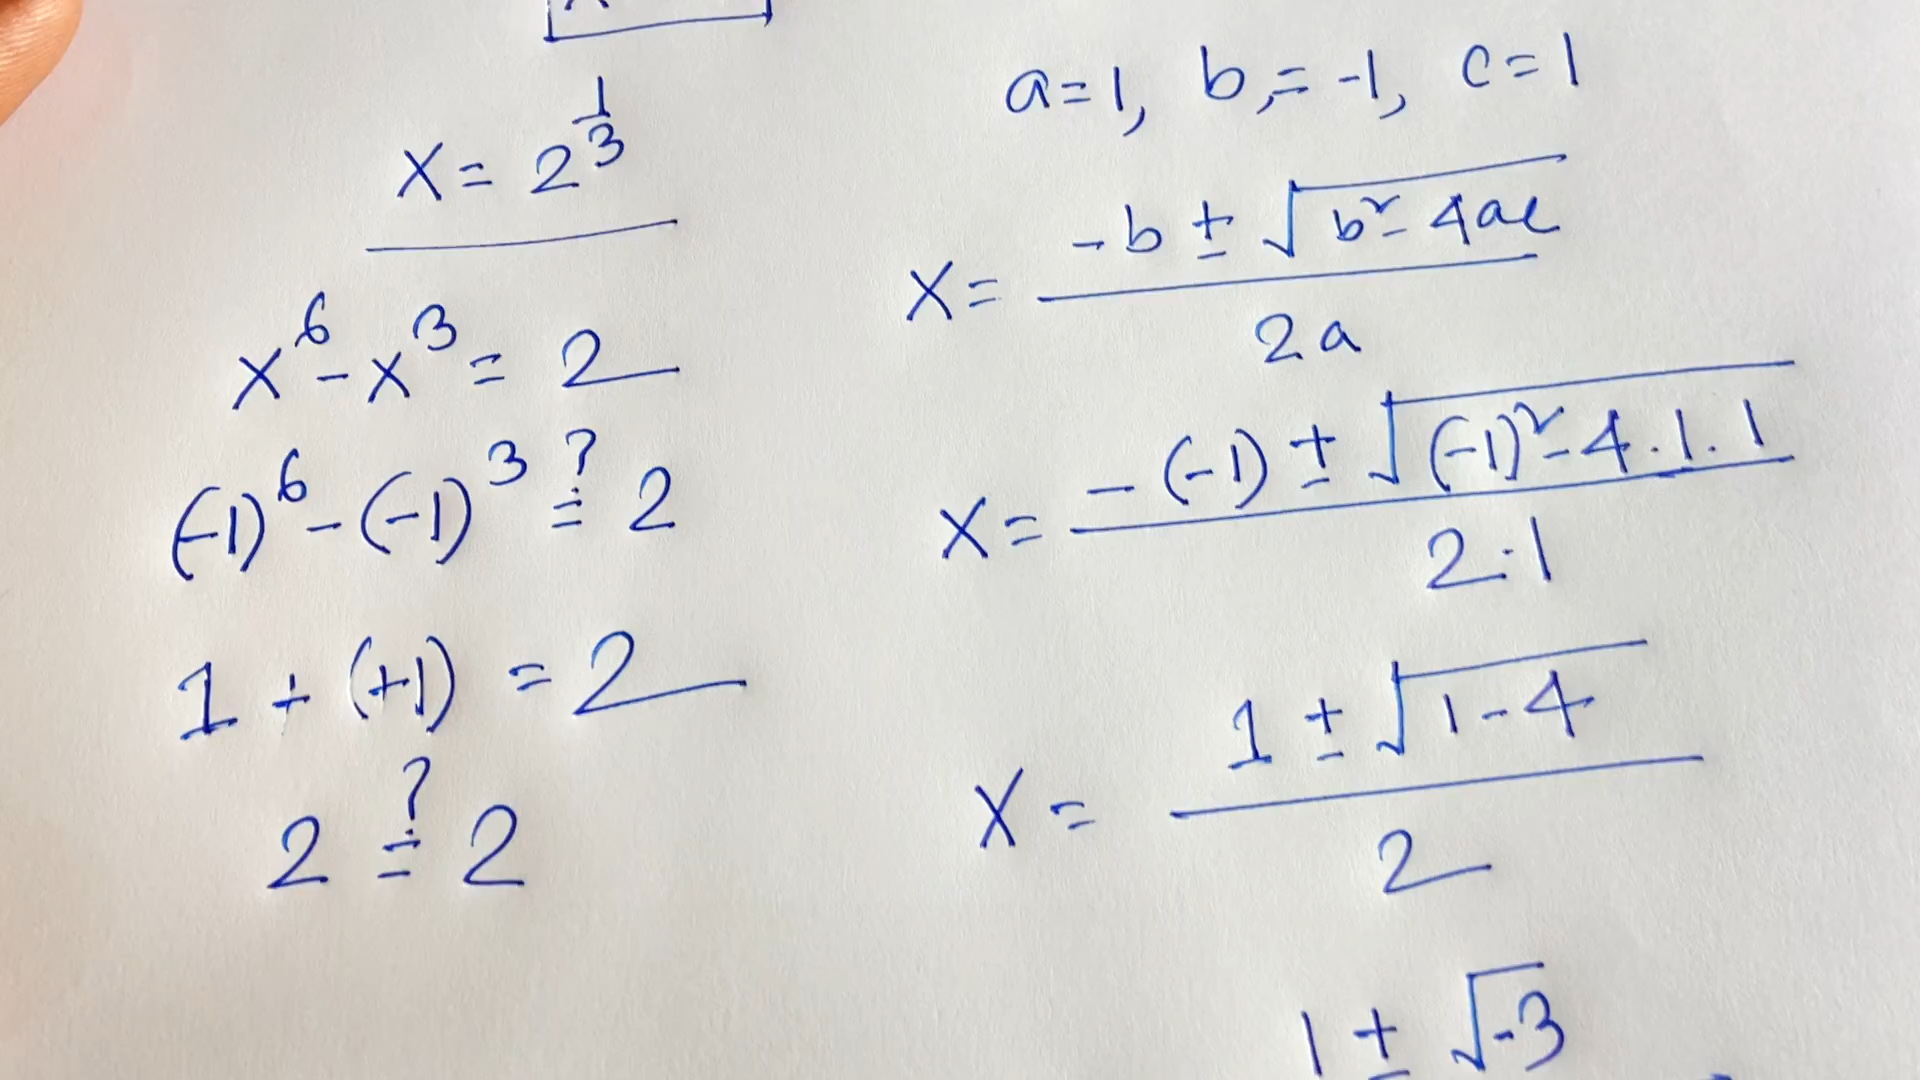 x = 2^{1/3}
x^6 - x^3 = 2
(-1)^6 - (-1)^3 ?= 2
1 + (+1) = 2
2 ?= 2
a = 1, b = -1, c = 1
x = (-b ± √(b² - 4ac)) / 2a
x = (-(-1) ± √((-1)² - 4.1.1)) / 2.1
x = (1 ± √(1 - 4)) / 2
1 ± √-3